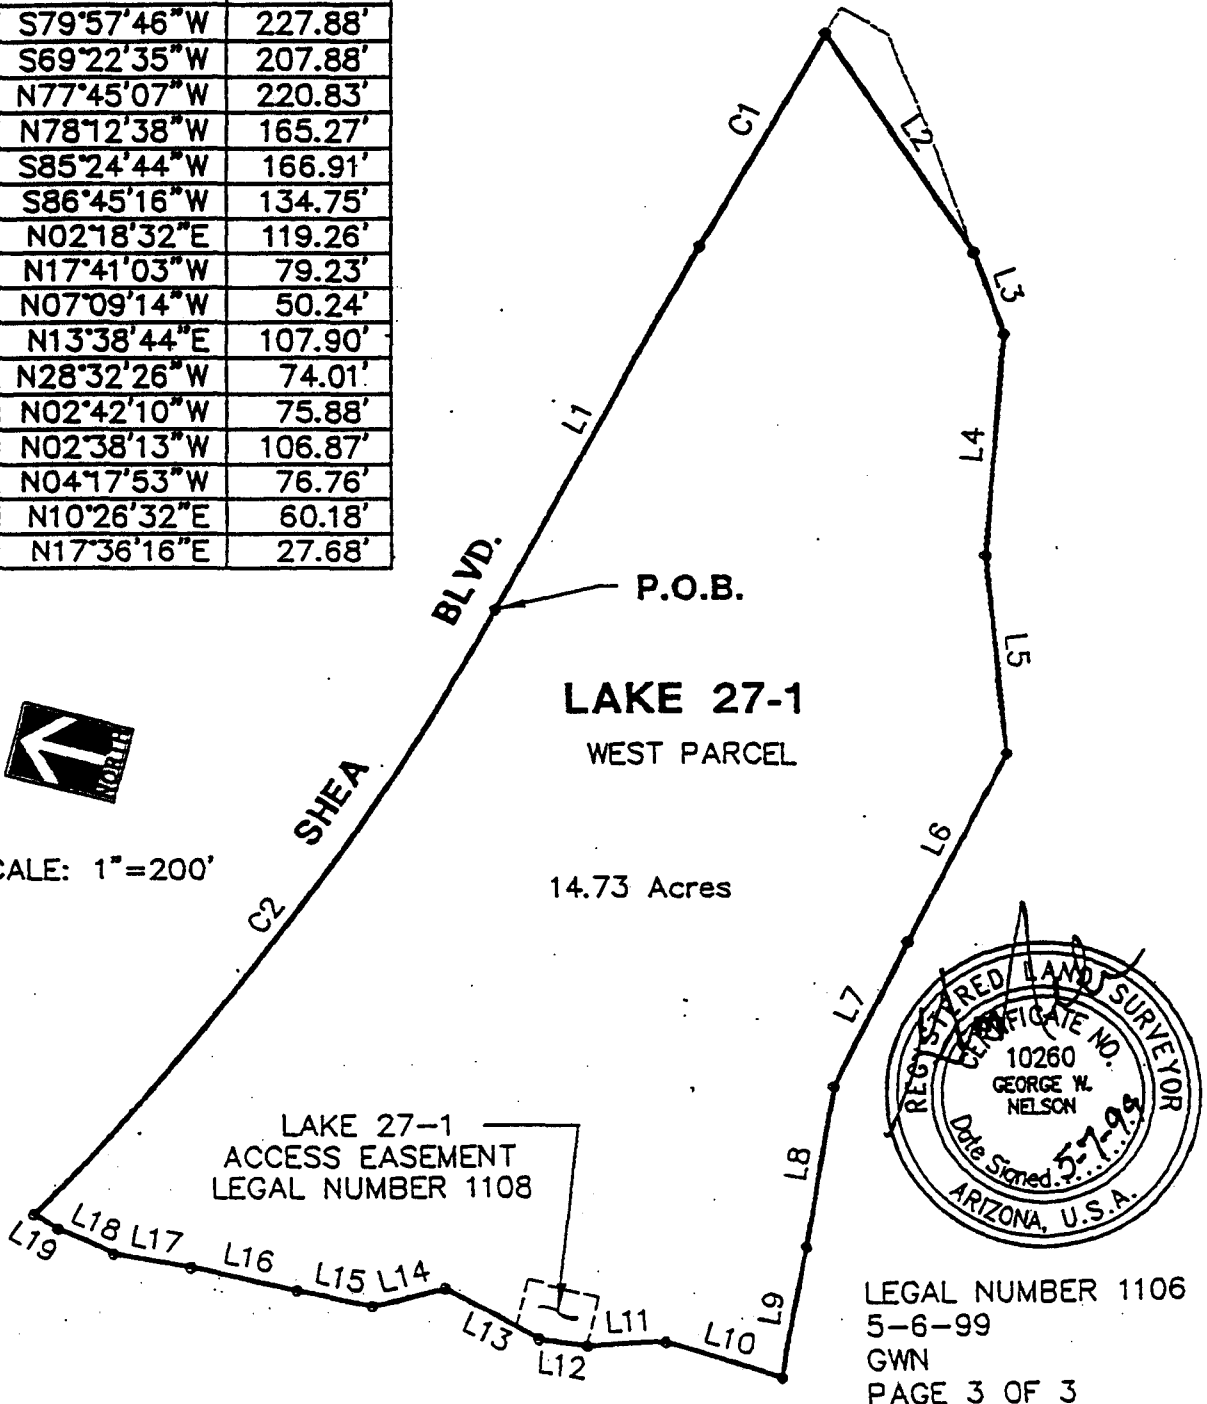 S79°57'46"W 227.88'
S69°22'35"W 207.88'
N77°45'07"W 220.83'
N78°12'38"W 165.27'
S85°24'44"W 166.91'
S86°45'16"W 134.75'
N02°18'32"E 119.26'
N17°41'03"W 79.23'
N07°09'14"W 50.24'
N13°38'44"E 107.90'
N28°32'26"W 74.01'
N02°42'10"W 75.88'
N02°38'13"W 106.87'
N04°17'53"W 76.76'
N10°26'32"E 60.18'
N17°36'16"E 27.68'
C1
L2
L3
L1
L4
BLVD.
P.O.B.
L5
LAKE 27-1
WEST PARCEL
NORTH
SHEA
L6
CALE: 1"=200'
14.73 Acres
C2
L7
REGISTERED LAND SURVEYOR
CERTIFICATE NO.
10260
GEORGE W.
NELSON
Date Signed 5-7-99
ARIZONA, U.S.A.
LAKE 27-1
ACCESS EASEMENT
LEGAL NUMBER 1108
L8
L19
L18
L17
L16
L15
L14
L13
L12
L11
L10
L9
LEGAL NUMBER 1106
5-6-99
GWN
PAGE 3 OF 3